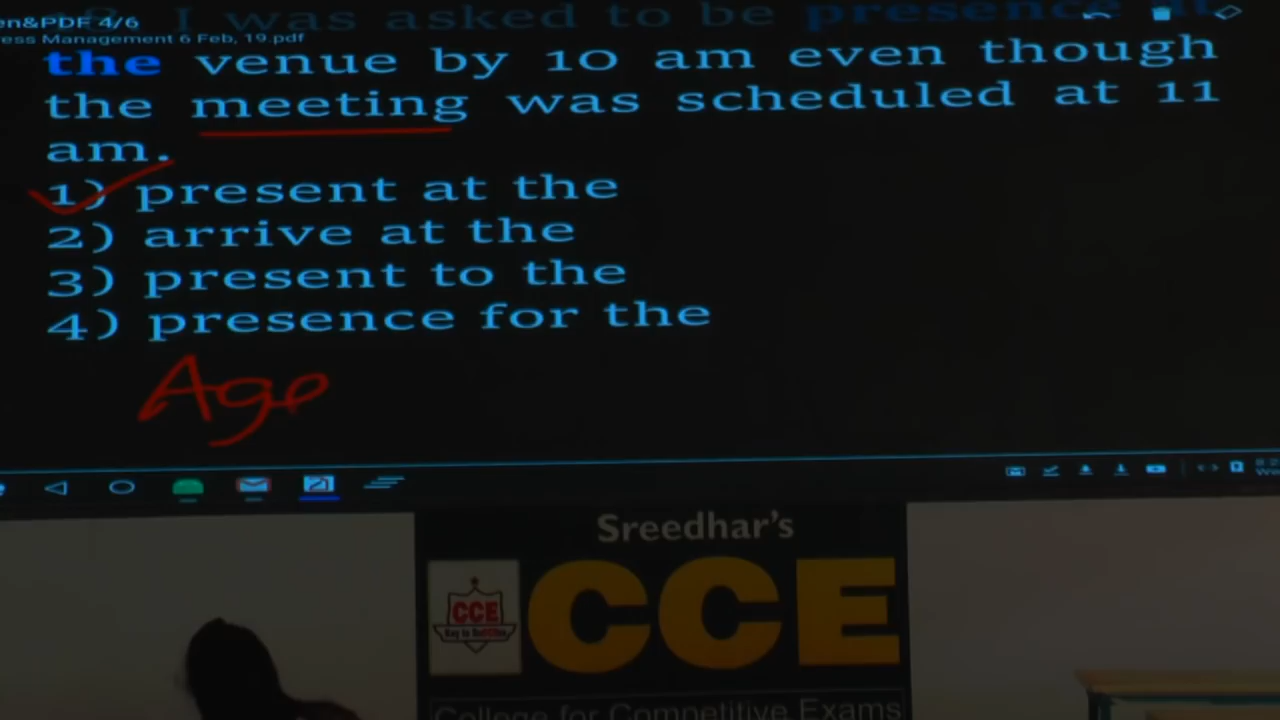 I was asked to be presence at
en&PDF 4/6
ess Management 6 Feb, 19.pdf
the venue by 10 am even though
the meeting was scheduled at 11
am.
1) present at the
2) arrive at the
3) present to the
4) presence for the
Age
Sreedhar's
CCE
CCE
College for Competitive Exams